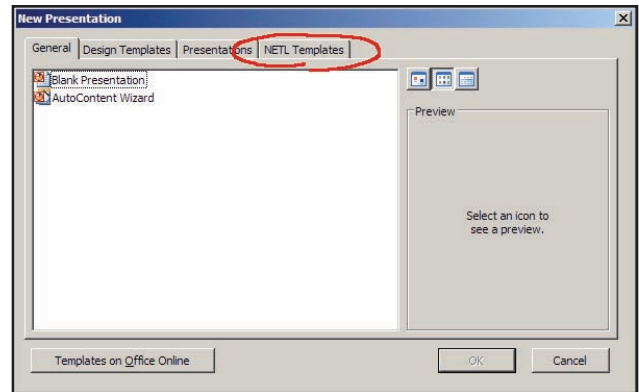 New Presentation
General Design Templates Presentations NETL Templates
Blank Presentation
AutoContent Wizard
Preview
Select an icon to
see a preview.
Templates on Office Online OK Cancel